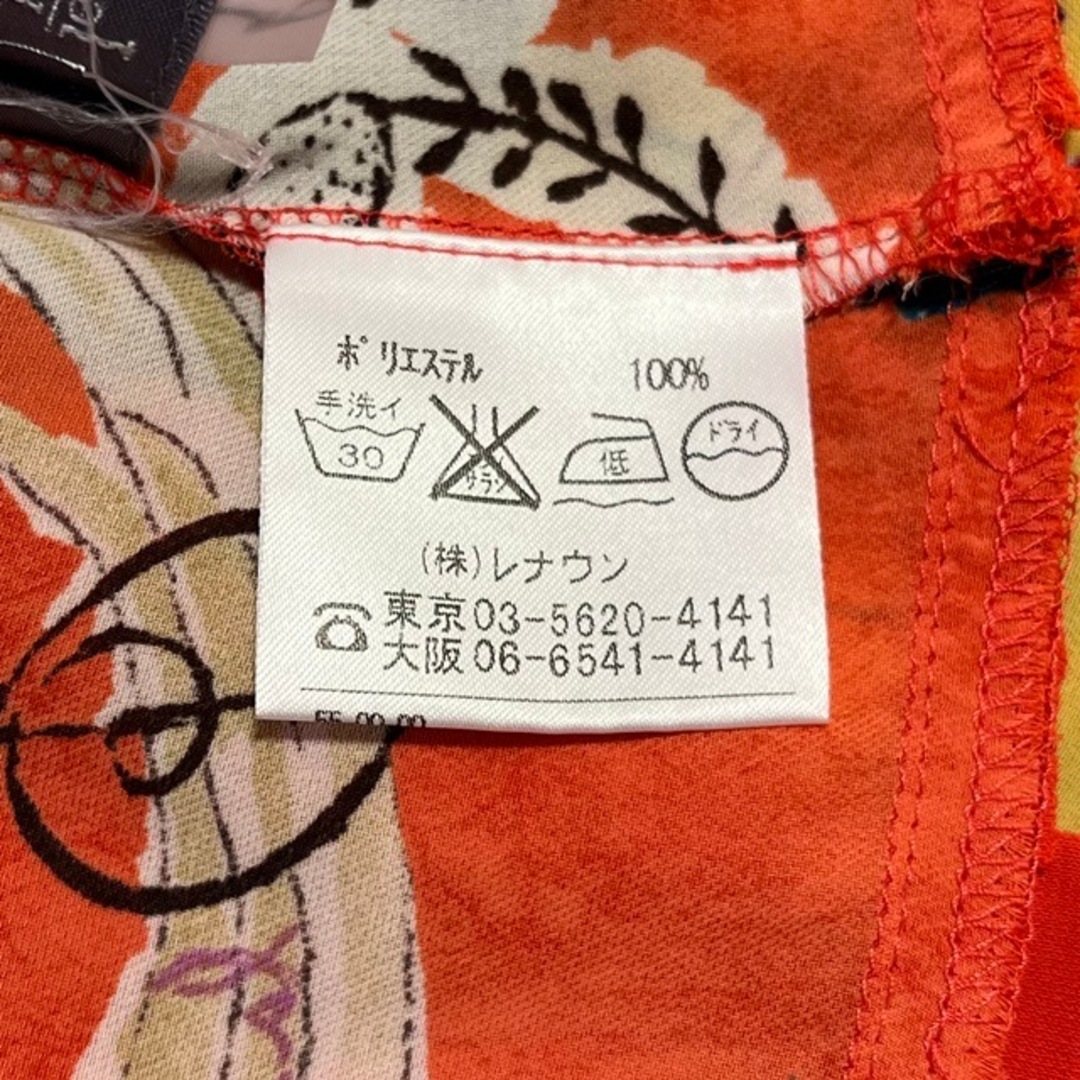 ポリエステル 100%
手洗イ
30 サラシ 低 ドライ
(株)レナウン
東京03-5620-4141
大阪06-6541-4141